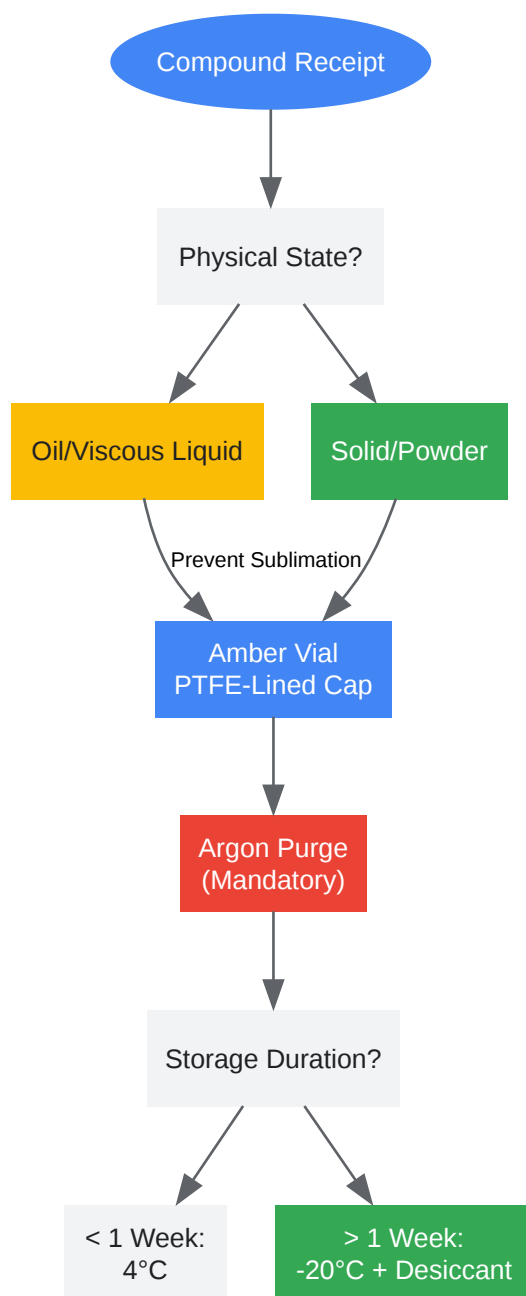 Compound Receipt
Physical State?
Oil/Viscous Liquid
Solid/Powder
Prevent Sublimation
Amber Vial
PTFE-Lined Cap
Argon Purge
(Mandatory)
Storage Duration?
< 1 Week:
4°C
> 1 Week:
-20°C + Desiccant